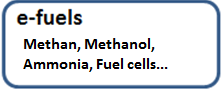 e-fuels
Methan, Methanol,
Ammonia, Fuel cells...